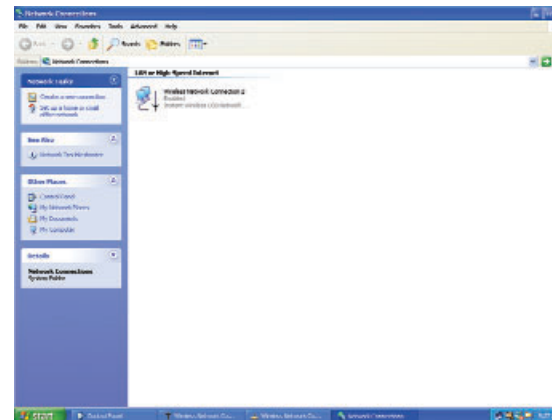 Network Connections
File Edit View Favorites Tools Advanced Help
Back Search Folders
Address Network Connections
Network Tasks
Create a new connection
Set up a home or small
office network
See Also
Network Troubleshooter
Other Places
Control Panel
My Network Places
My Documents
My Computer
Details
Network Connections
System Folder
LAN or High-Speed Internet
Wireless Network Connection 2
Enabled
start
Control Panel
Network Connections